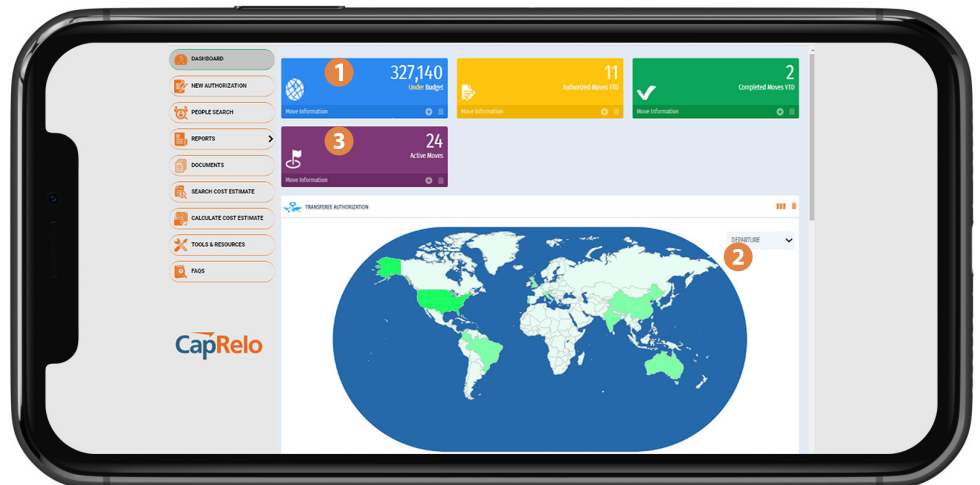 DASHBOARD
NEW AUTHORIZATION
PEOPLE SEARCH
REPORTS
DOCUMENTS
SEARCH COST ESTIMATE
CALCULATE COST ESTIMATE
TOOLS & RESOURCES
FAQS
CapRelo
1
327,140
Under Budget
Move Information
11
Authorized Moves YTD
Move Information
2
Completed Moves YTD
Move Information
3
24
Active Moves
Move Information
TRANSFEREE AUTHORIZATION
DEPARTURE
2